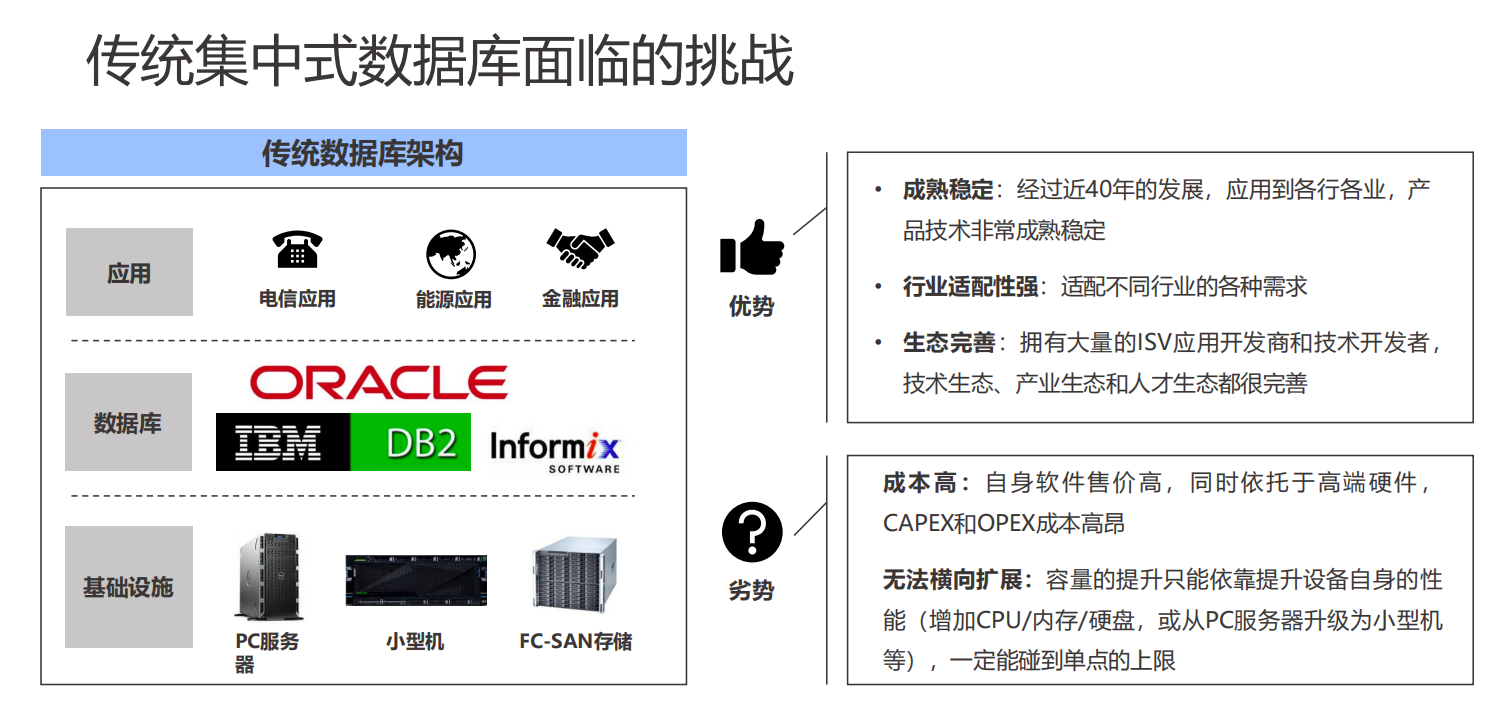 传统集中式数据库面临的挑战
传统数据库架构
应用
电信应用
能源应用
金融应用
数据库
ORACLE
IBM
DB2
Informix
SOFTWARE
基础设施
PC服务
器
小型机
FC-SAN存储
优势
• 成熟稳定：经过近40年的发展，应用到各行各业，产
品技术非常成熟稳定
• 行业适配性强：适配不同行业的各种需求
• 生态完善：拥有大量的ISV应用开发商和技术开发者，
技术生态、产业生态和人才生态都很完善
劣势
成本高：自身软件售价高，同时依托于高端硬件，
CAPEX和OPEX成本高昂
无法横向扩展：容量的提升只能依靠提升设备自身的性
能（增加CPU/内存/硬盘，或从PC服务器升级为小型机
等），一定能碰到单点的上限